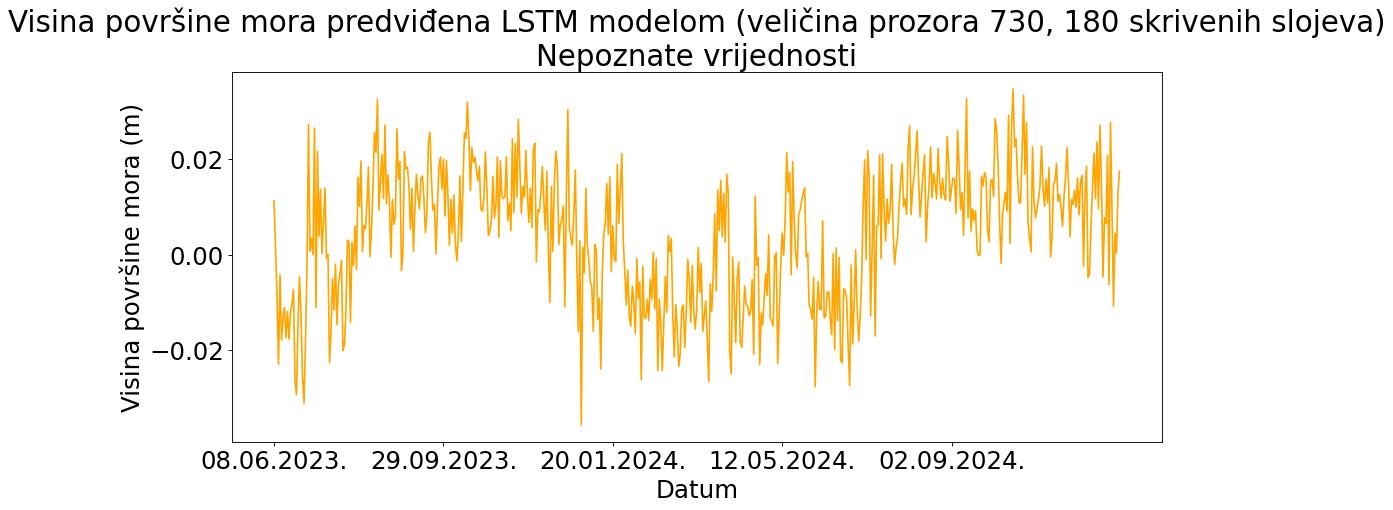 Visina površine mora predviđena LSTM modelom (veličina prozora 730, 180 skrivenih slojeva)
Nepoznate vrijednosti
Visina površine mora (m)
0.02
0.00
−0.02
08.06.2023.
29.09.2023.
20.01.2024.
12.05.2024.
02.09.2024.
Datum